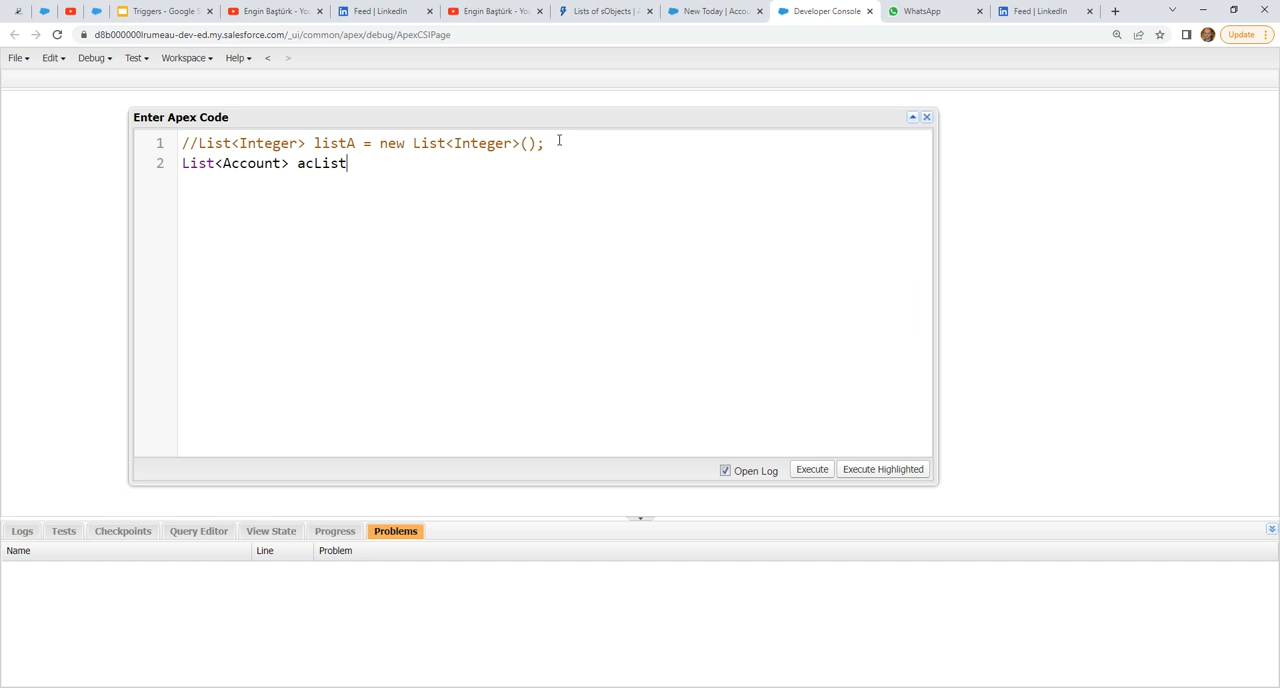 Triggers - Google S
Engin Baştürk - You
Feed | LinkedIn
Engin Baştürk - You
Lists of sObjects | A
New Today | Accou
Developer Console
WhatsApp
Feed | LinkedIn
d8b000000lrumeau-dev-ed.my.salesforce.com/_ui/common/apex/debug/ApexCSIPage
Update
File Edit Debug Test Workspace Help < >
Enter Apex Code
1 //List<Integer> listA = new List<Integer>();
2 List<Account> acList
Open Log Execute Execute Highlighted
Logs Tests Checkpoints Query Editor View State Progress Problems
Name Line Problem